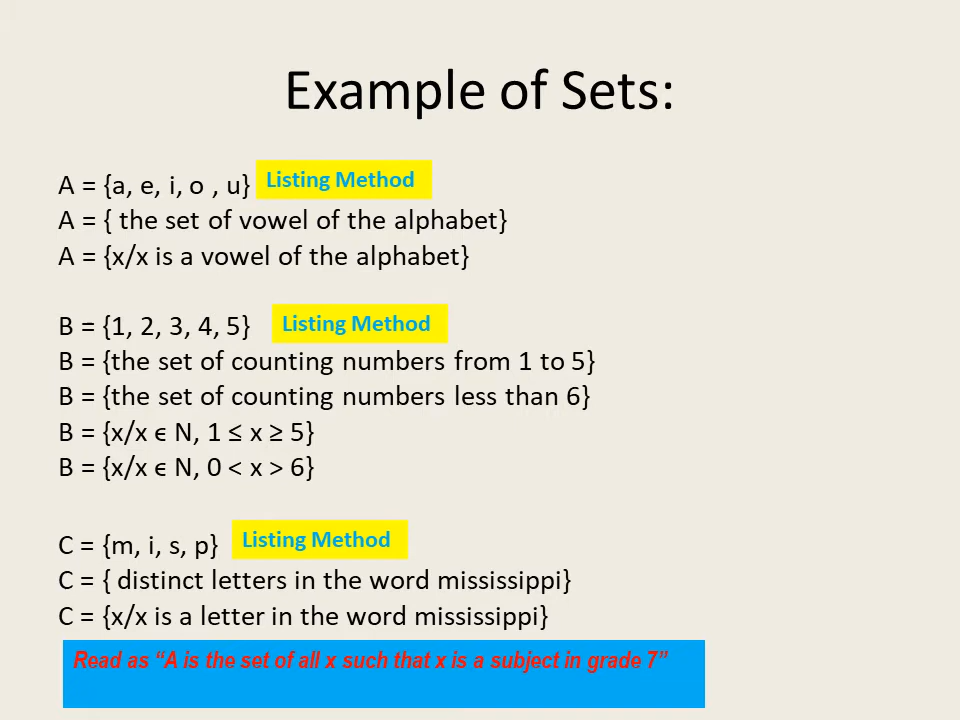 Example of Sets:
A = {a, e, i, o , u} Listing Method
A = { the set of vowel of the alphabet}
A = {x/x is a vowel of the alphabet}
B = {1, 2, 3, 4, 5} Listing Method
B = {the set of counting numbers from 1 to 5}
B = {the set of counting numbers less than 6}
B = {x/x ϵ N, 1 ≤ x ≥ 5}
B = {x/x ϵ N, 0 < x > 6}
C = {m, i, s, p} Listing Method
C = { distinct letters in the word mississippi}
C = {x/x is a letter in the word mississippi}
Read as “A is the set of all x such that x is a subject in grade 7”